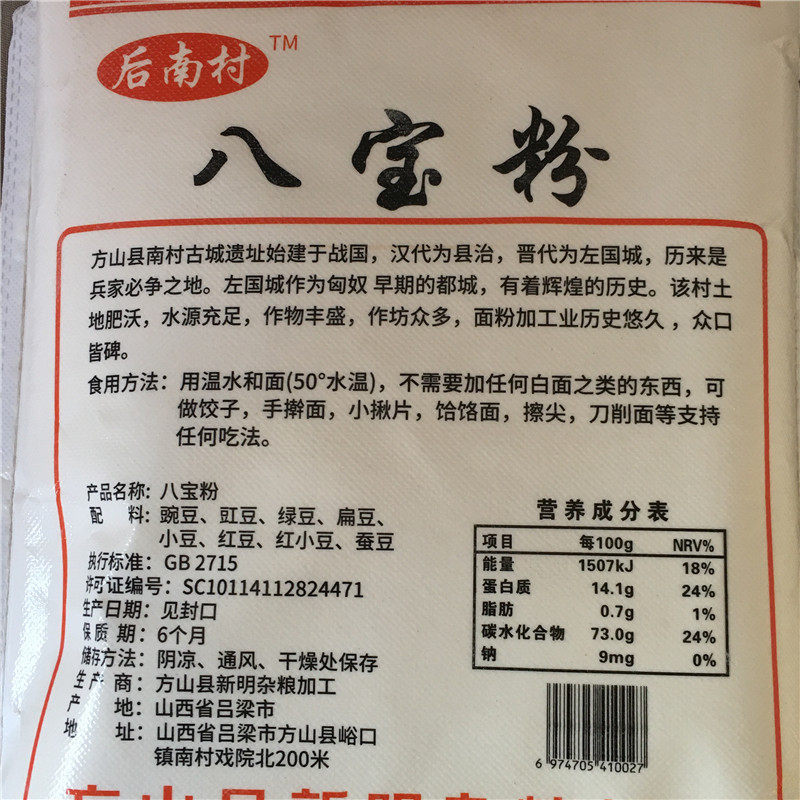 后南村 TM
八宝粉
方山县南村古城遗址始建于战国，汉代为县治，晋代为左国城，历来是
兵家必争之地。左国城作为匈奴 早期的都城，有着辉煌的历史。该村土
地肥沃，水源充足，作物丰盛，作坊众多，面粉加工业历史悠久 ，众口
皆碑。
食用方法：用温水和面(50°水温)，不需要加任何白面之类的东西，可
做饺子，手擀面，小揪片，饸饹面，擦尖，刀削面等支持
任何吃法。
产品名称：八宝粉
配 料：豌豆、豇豆、绿豆、扁豆、
小豆、红豆、红小豆、蚕豆
执行标准：GB 2715
许可证编号：SC10114112824471
生产日期：见封口
保 质 期：6个月
储存方法：阴凉、通风、干燥处保存
生 产 商：方山县新明杂粮加工
产 地：山西省吕梁市
地 址：山西省吕梁市方山县峪口
镇南村戏院北200米
营养成分表
项目 每100g NRV%
能量 1507kJ 18%
蛋白质 14.1g 24%
脂肪 0.7g 1%
碳水化合物 73.0g 24%
钠 9mg 0%
6 974705 410027